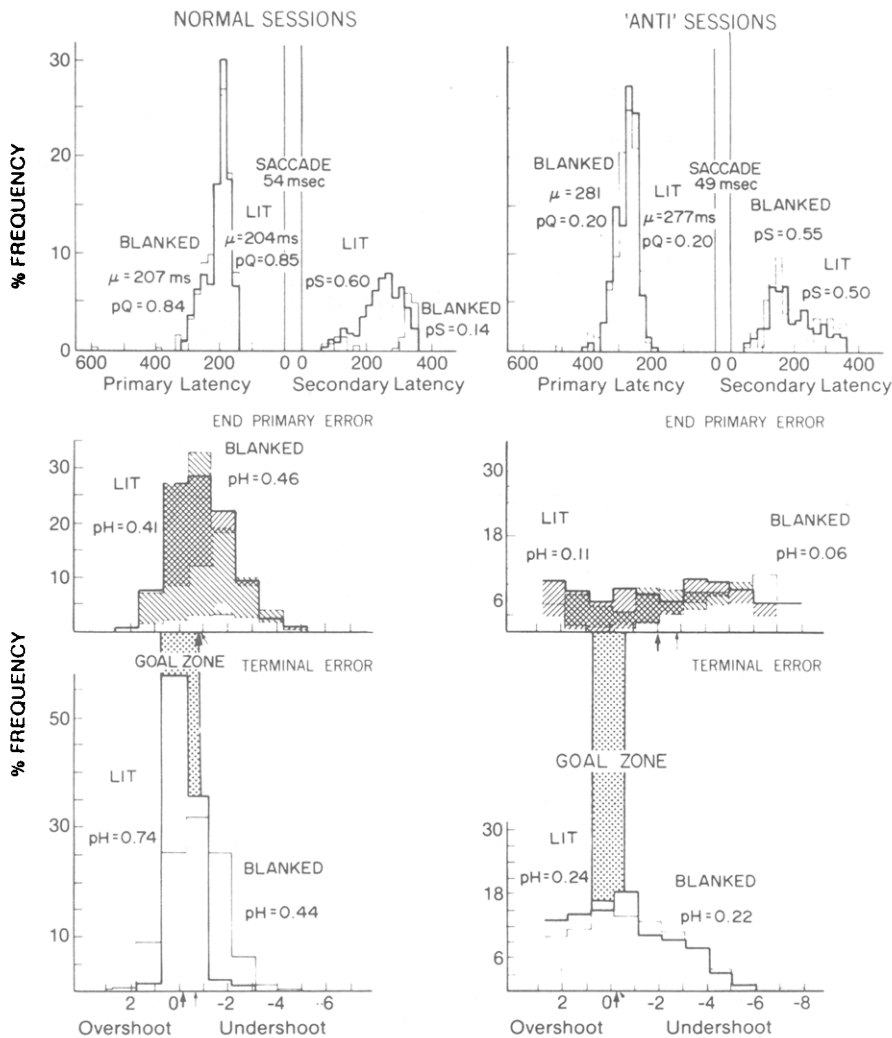 NORMAL SESSIONS
'ANTI' SESSIONS
% FREQUENCY
30
20
10
0
BLANKED
μ=207 ms
pQ=0.84
LIT
μ=204ms
pQ=0.85
SACCADE
54msec
LIT
pS=0.60
BLANKED
pS=0.14
600 400 200 0 0 200 400
Primary Latency Secondary Latency
BLANKED
μ=281
pQ=0.20
LIT
μ=277ms
pQ=0.20
SACCADE
49 msec
BLANKED
pS=0.55
LIT
pS=0.50
600 400 200 0 0 200 400
Primary Latency Secondary Latency
END PRIMARY ERROR
30
20
10
LIT
pH=0.41
BLANKED
pH=0.46
END PRIMARY ERROR
30
18
6
LIT
pH=0.11
BLANKED
pH=0.06
% FREQUENCY
GOAL ZONE
TERMINAL ERROR
50
30
10
LIT
pH=0.74
BLANKED
pH=0.44
2 0 -2 -4 -6
Overshoot Undershoot
TERMINAL ERROR
GOAL ZONE
30
18
6
LIT
pH=0.24
BLANKED
pH=0.22
2 0 -2 -4 -6 -8
Overshoot Undershoot